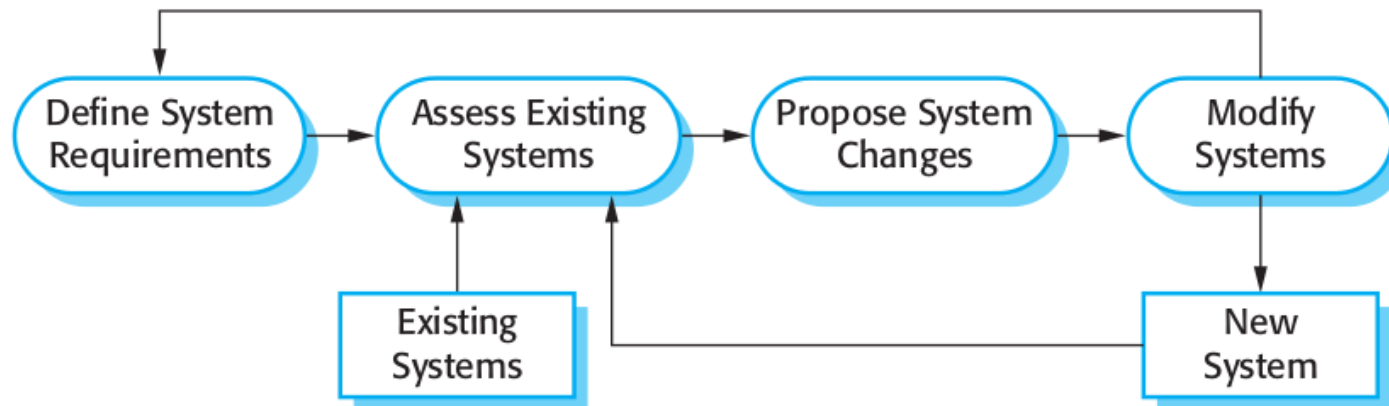 Define System
Requirements
Assess Existing
Systems
Propose System
Changes
Modify
Systems
Existing
Systems
New
System